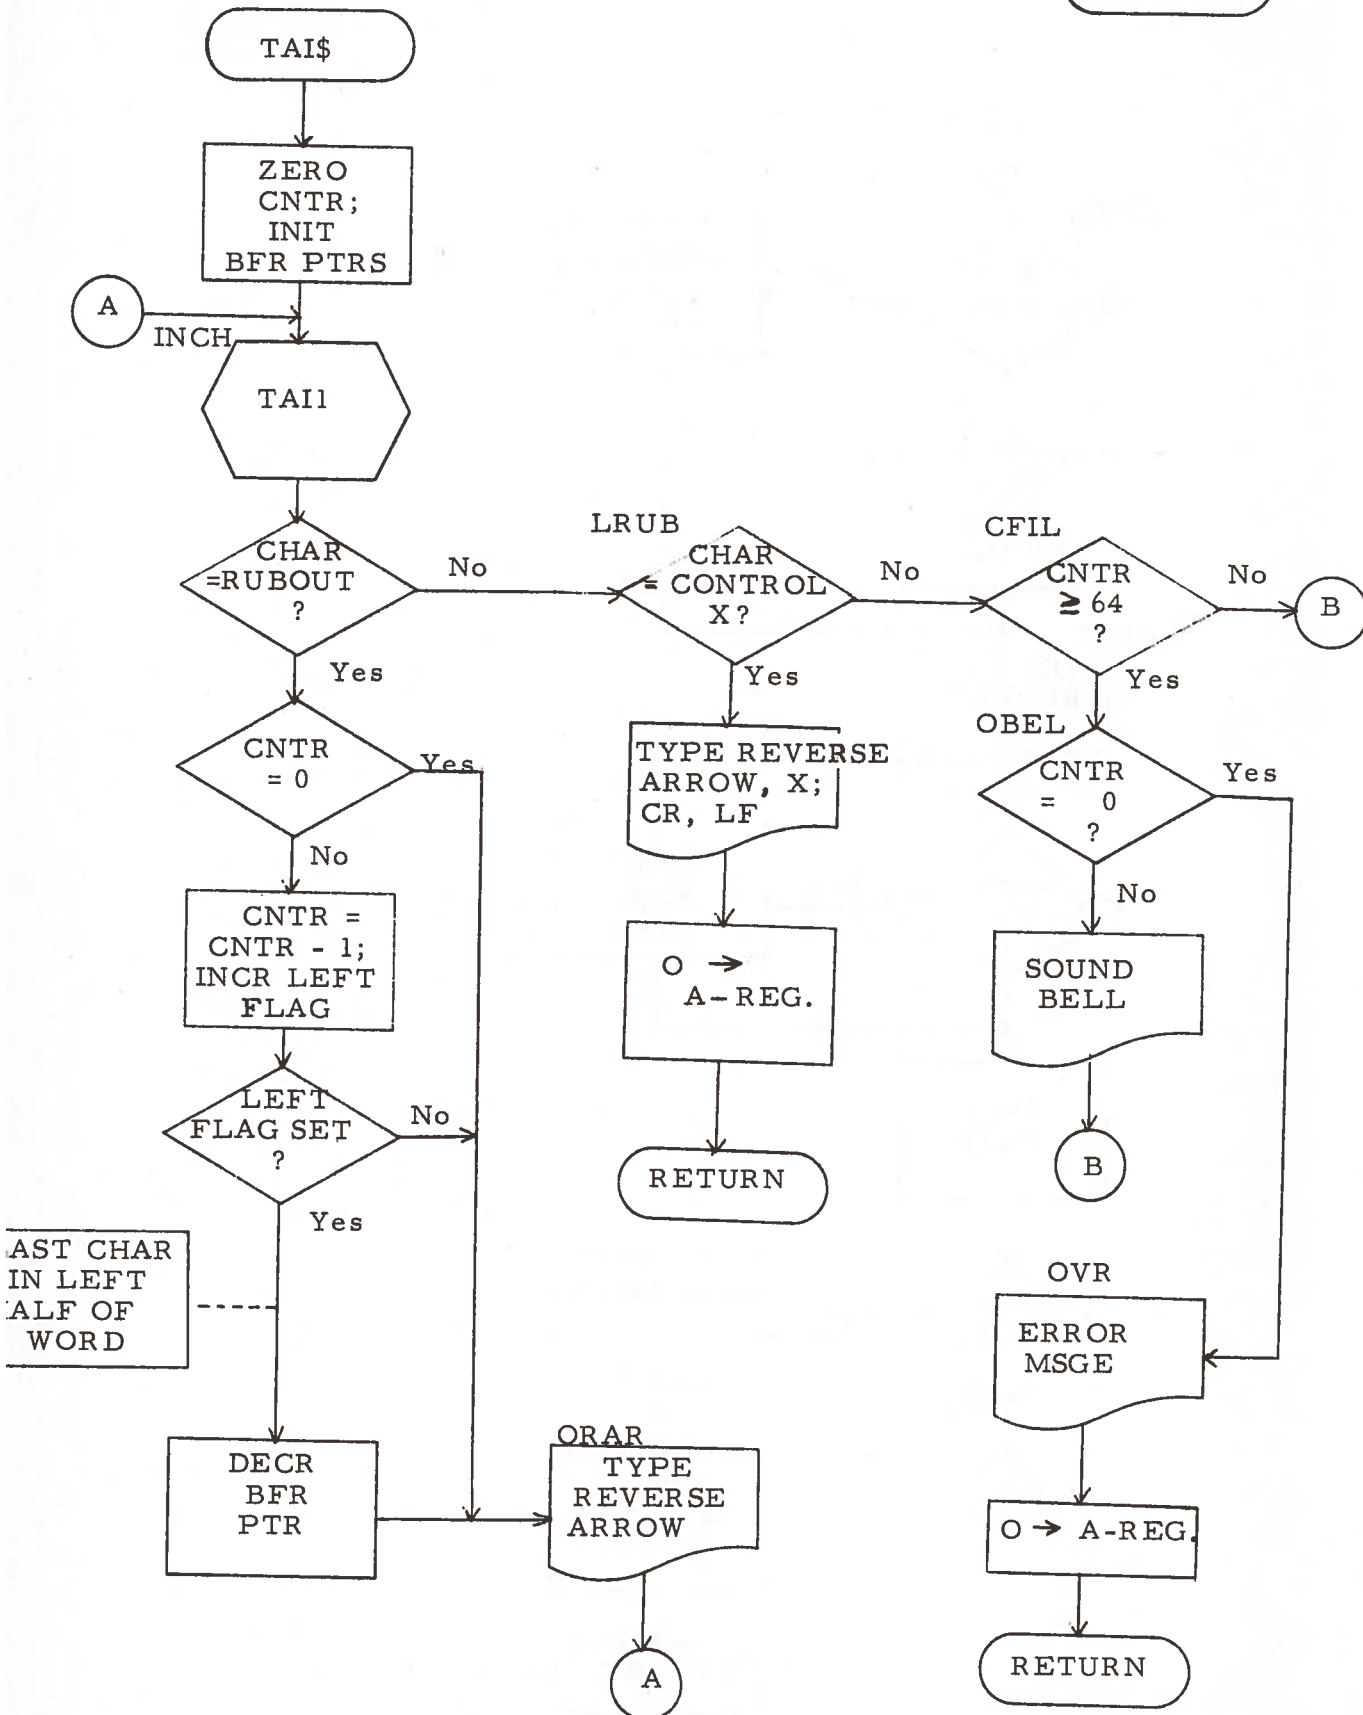 TAI$
ZERO
CNTR;
INIT
BFR PTRS
A
INCH
TAI1
CHAR
=RUBOUT
?
No
Yes
LRUB
CHAR
= CONTROL
X?
No
Yes
CFIL
CNTR
≥ 64
?
No
B
Yes
CNTR
= 0
Yes
No
TYPE REVERSE
ARROW, X;
CR, LF
OBEL
CNTR
= 0
?
Yes
No
CNTR =
CNTR - 1;
INCR LEFT
FLAG
O →
A-REG.
SOUND
BELL
LEFT
FLAG SET
?
No
Yes
RETURN
B
AST CHAR
IN LEFT
ALF OF
WORD
OVR
ERROR
MSGE
DECR
BFR
PTR
ORAR
TYPE
REVERSE
ARROW
A
O → A-REG.
RETURN